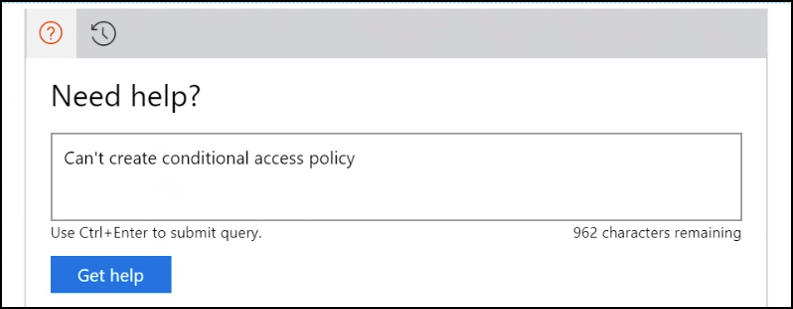 Need help?
Can't create conditional access policy
Use Ctrl+Enter to submit query.
962 characters remaining
Get help